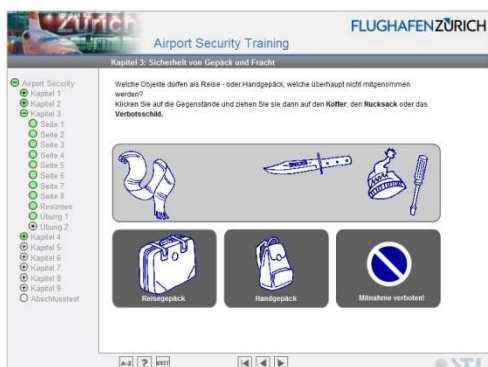 Zürich
FLUGHAFENZÜRICH
Airport Security Training
Kapitel 3: Sicherheit von Gepäck und Fracht
Airport Security
Kapitel 1
Kapitel 2
Kapitel 3
Seite 1
Seite 2
Seite 3
Seite 4
Seite 5
Seite 6
Seite 7
Seite 8
Resümee
Übung 1
Übung 2
Kapitel 4
Kapitel 5
Kapitel 6
Kapitel 7
Kapitel 8
Kapitel 9
Abschlusstest
Welche Objekte dürfen als Reise - oder Handgepäck, welche überhaupt nicht mitgenommen
werden?
Klicken Sie auf die Gegenstände und ziehen Sie sie dann auf den Koffer, den Rucksack oder das
Verbotsschild.
Reisegepäck
Handgepäck
Mitnahme verboten!
A-Z
?
EXIT